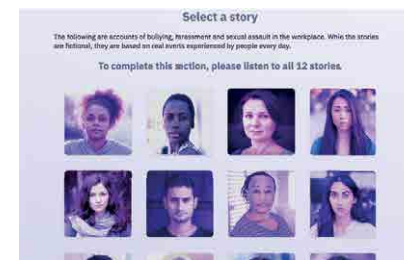 Select a story
The following are accounts of bullying, harassment and sexual assault in the workplace. While the stories
are fictional, they are based on real events experienced by people every day.
To complete this section, please listen to all 12 stories.